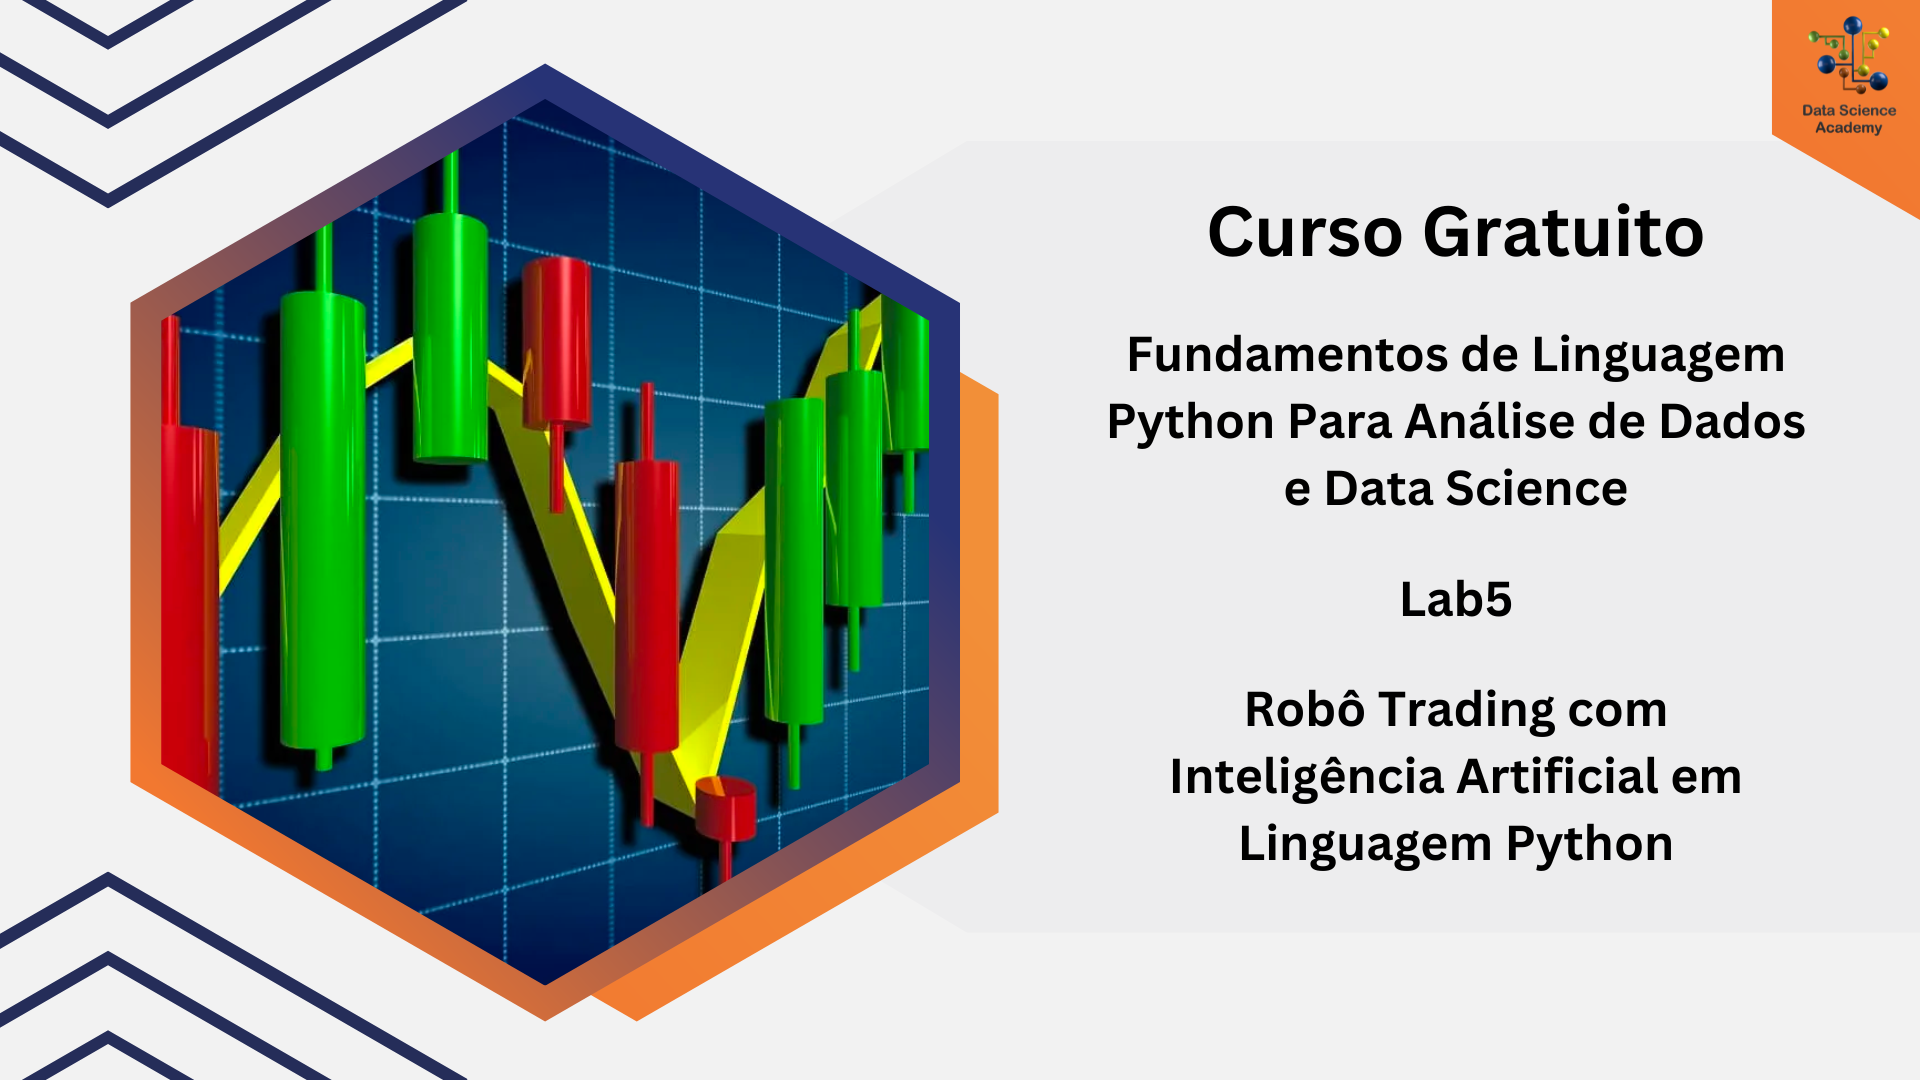 Data Science
Academy
Curso Gratuito
Fundamentos de Linguagem
Python Para Análise de Dados
e Data Science
Lab5
Robô Trading com
Inteligência Artificial em
Linguagem Python